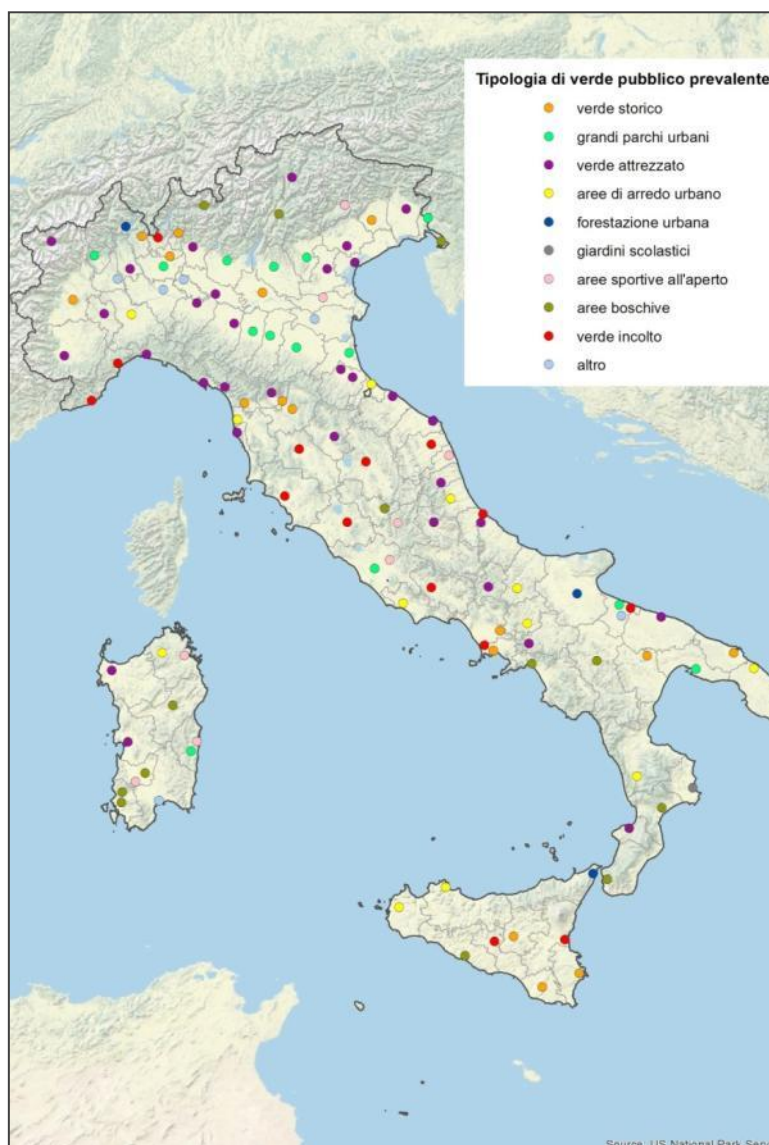 Tipologia di verde pubblico prevalente
verde storico
grandi parchi urbani
verde attrezzato
aree di arredo urbano
forestazione urbana
giardini scolastici
aree sportive all'aperto
aree boschive
verde incolto
altro
Source: US National Park Serv